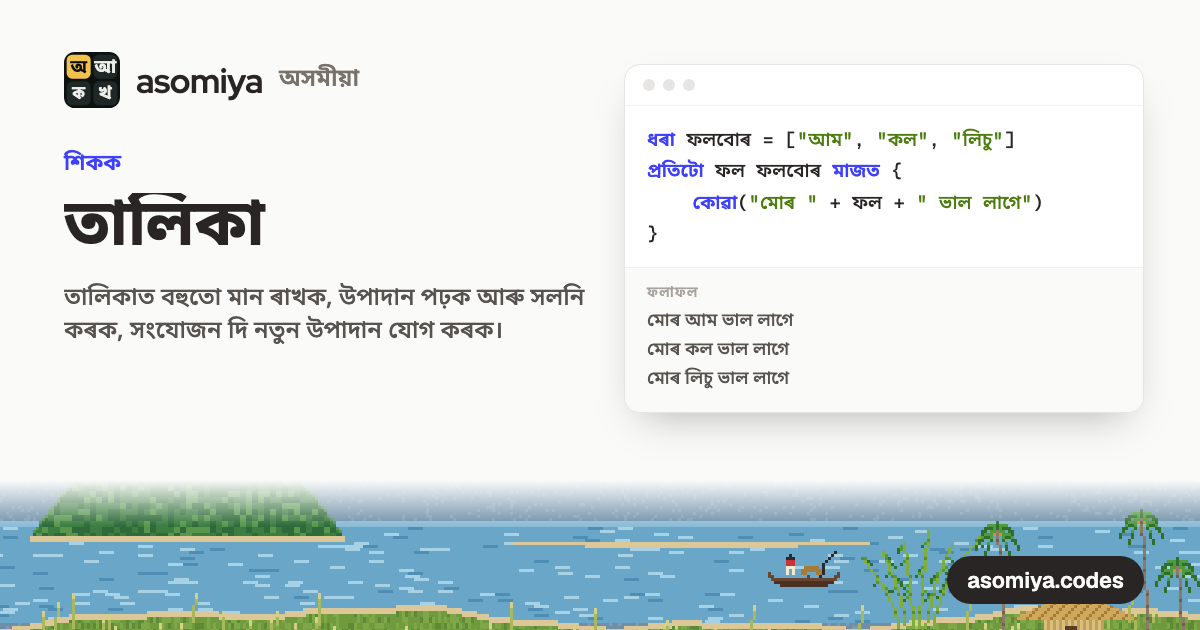 অ আ
ক খ
asomiya অসমীয়া
শিকক
তালিকা
তালিকাত বহুতো মান ৰাখক, উপাদান পঢ়ক আৰু সলনি
কৰক, সংযোজন দি নতুন উপাদান যোগ কৰক।
ধৰা ফলবোৰ = ["আম", "কল", "লিচু"]
প্ৰতিটো ফল ফলবোৰ মাজত {
কোৱা("মোৰ " + ফল + " ভাল লাগে")
}
ফলাফল
মোৰ আম ভাল লাগে
মোৰ কল ভাল লাগে
মোৰ লিচু ভাল লাগে
asomiya.codes